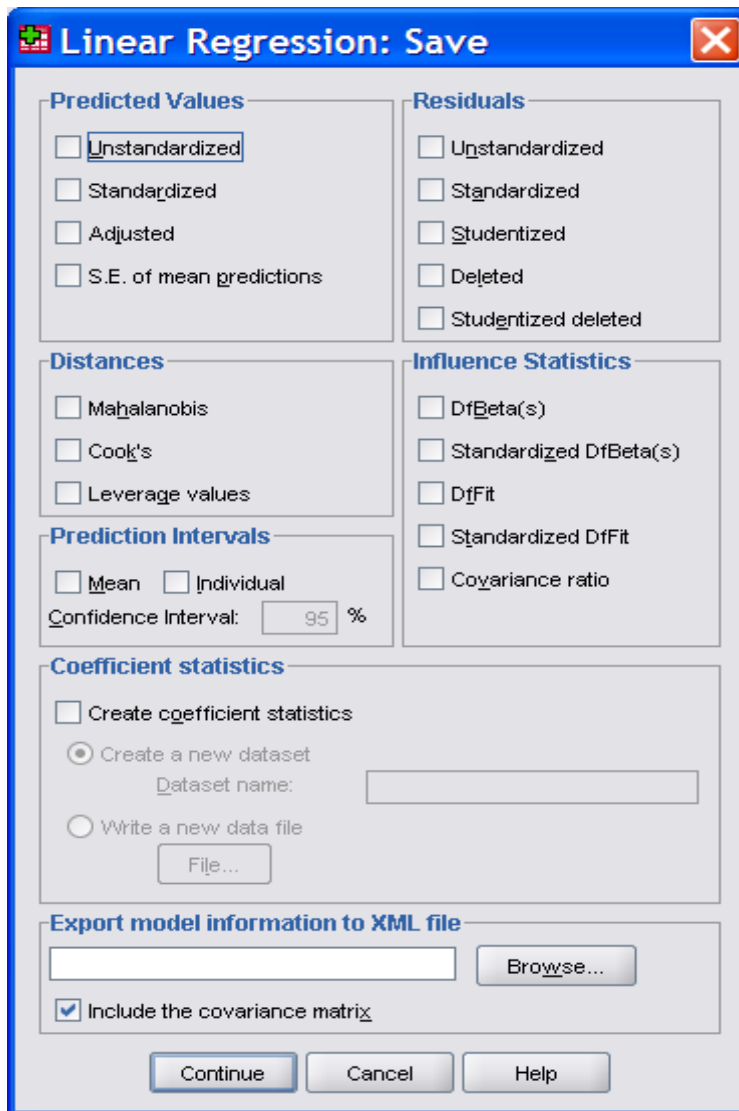 Linear Regression: Save
Predicted Values
Unstandardized
Standardized
Adjusted
S.E. of mean predictions
Residuals
Unstandardized
Standardized
Studentized
Deleted
Studentized deleted
Distances
Mahalanobis
Cook's
Leverage values
Influence Statistics
DfBeta(s)
Standardized DfBeta(s)
DfFit
Standardized DfFit
Covariance ratio
Prediction Intervals
Mean Individual
Confidence Interval: 95 %
Coefficient statistics
Create coefficient statistics
Create a new dataset
Dataset name:
Write a new data file
File...
Export model information to XML file
Browse...
Include the covariance matrix
Continue Cancel Help